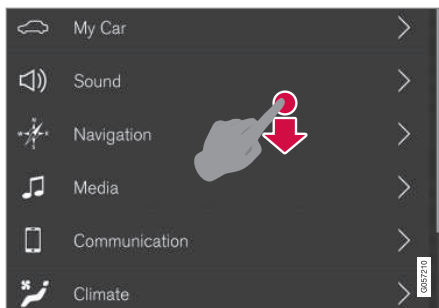 My Car
Sound
Navigation
Media
Communication
Climate
G057210